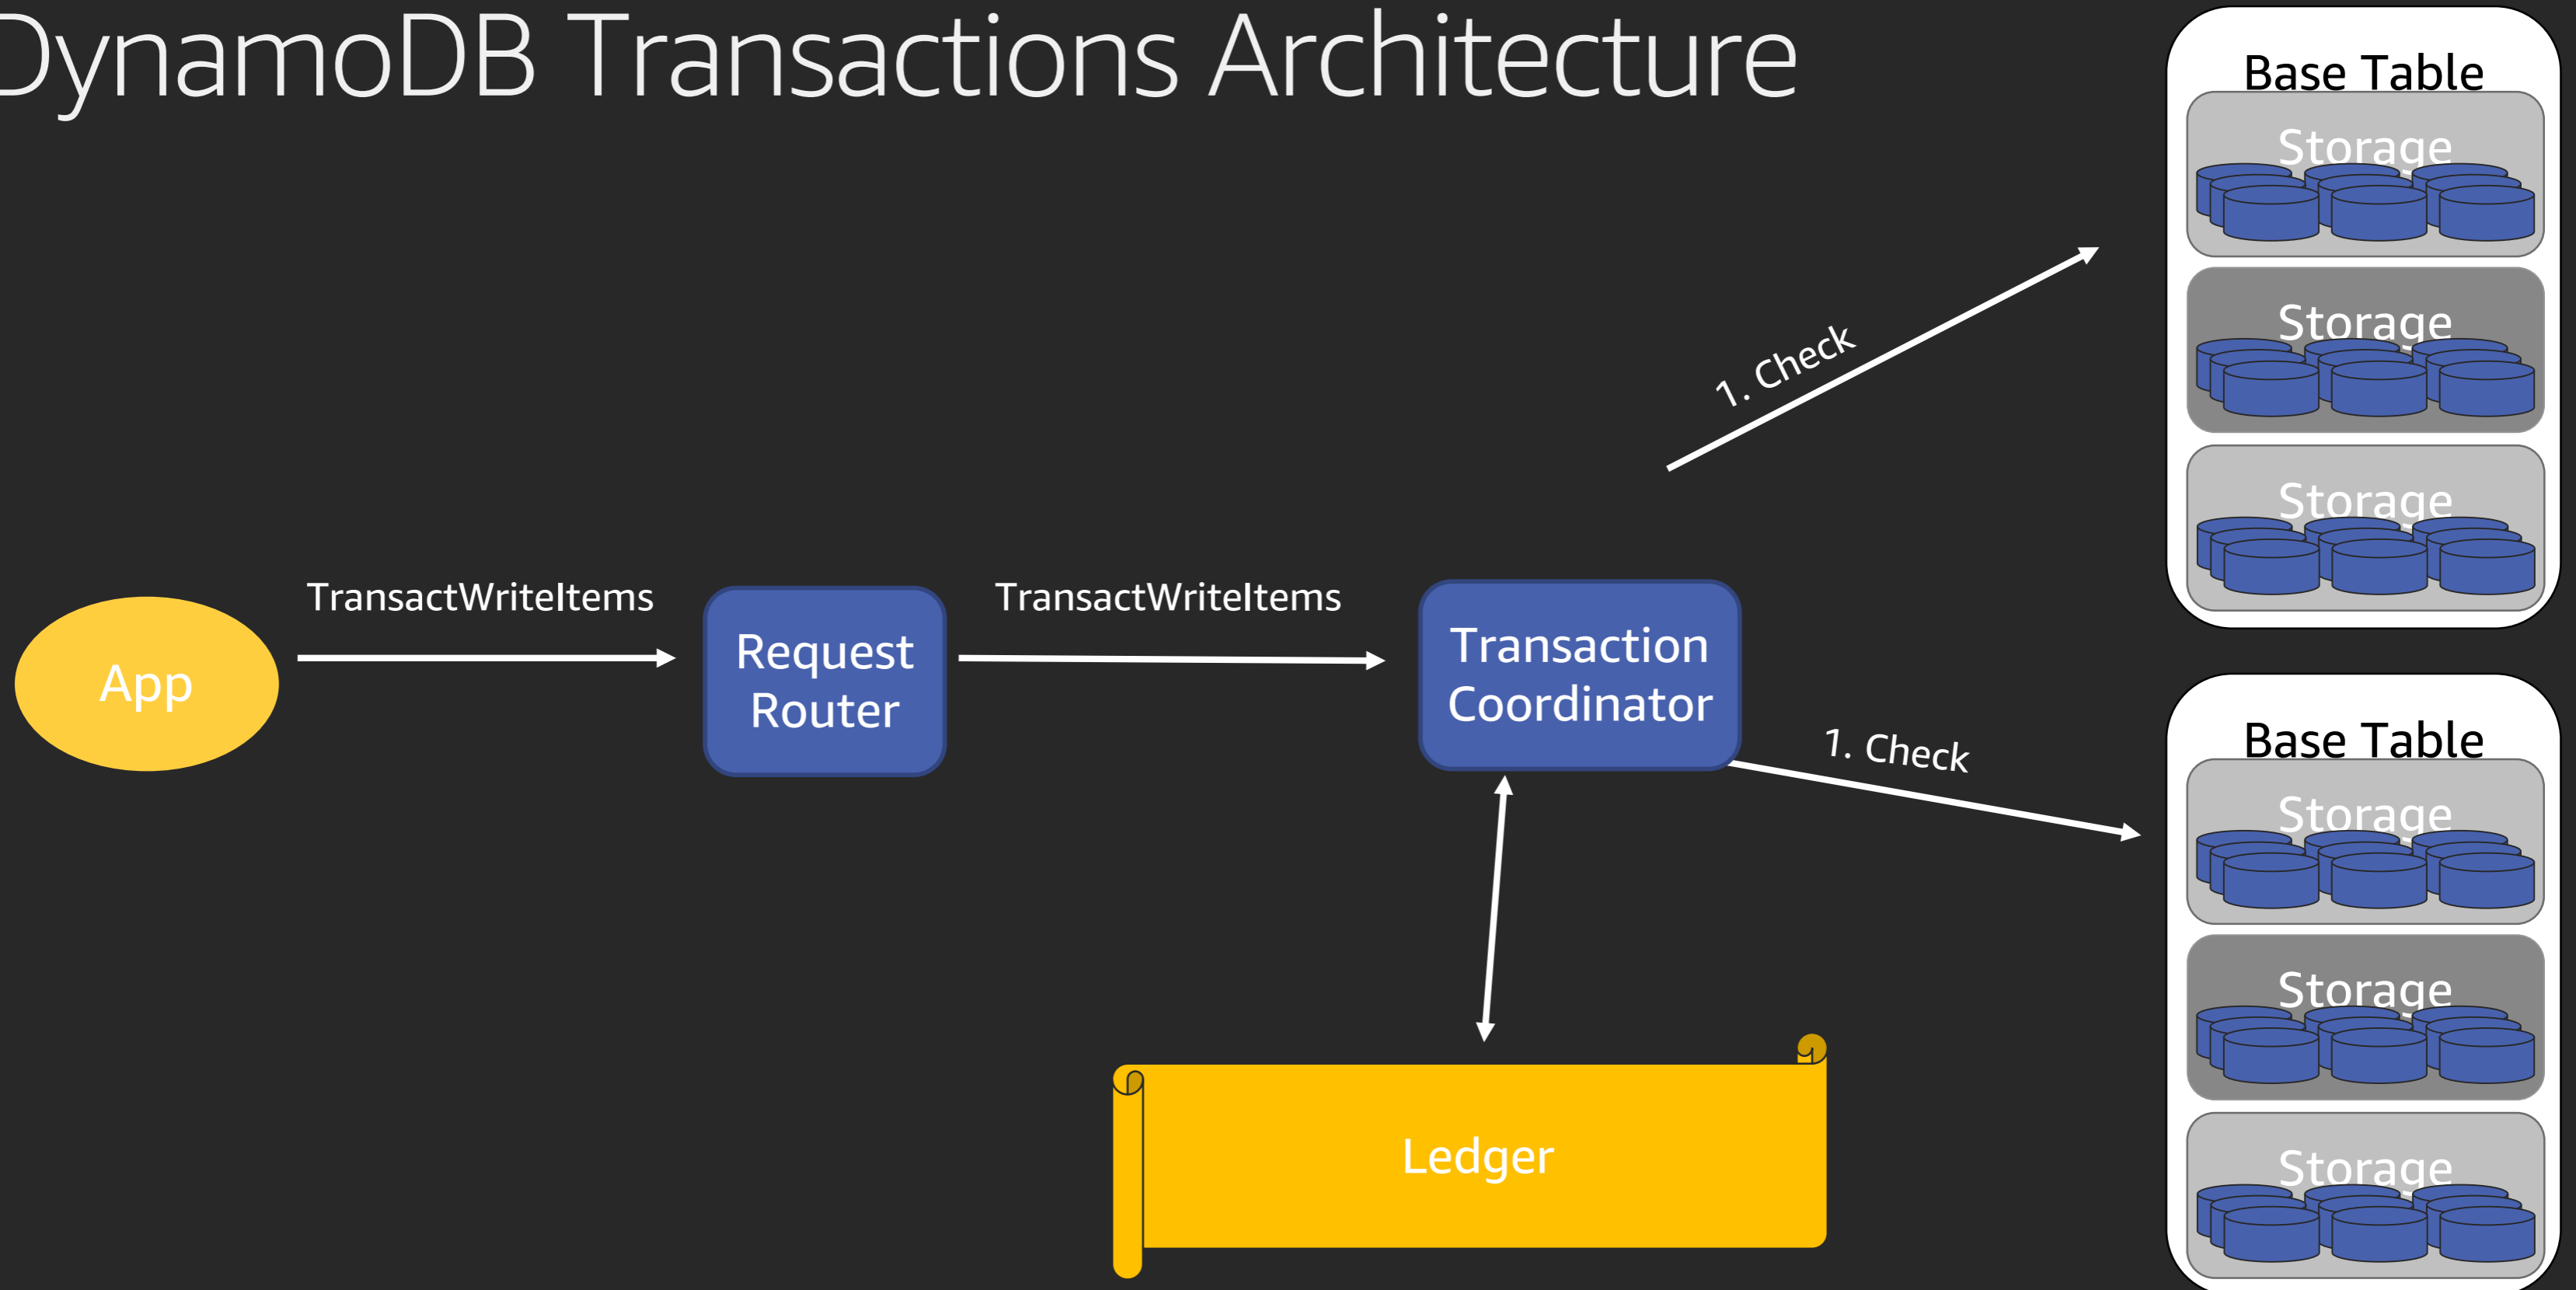 DynamoDB Transactions Architecture
Base Table
Storage
Storage
Storage
1. Check
App
TransactWriteItems
Request
Router
TransactWriteItems
Transaction
Coordinator
1. Check
Base Table
Storage
Storage
Storage
Ledger